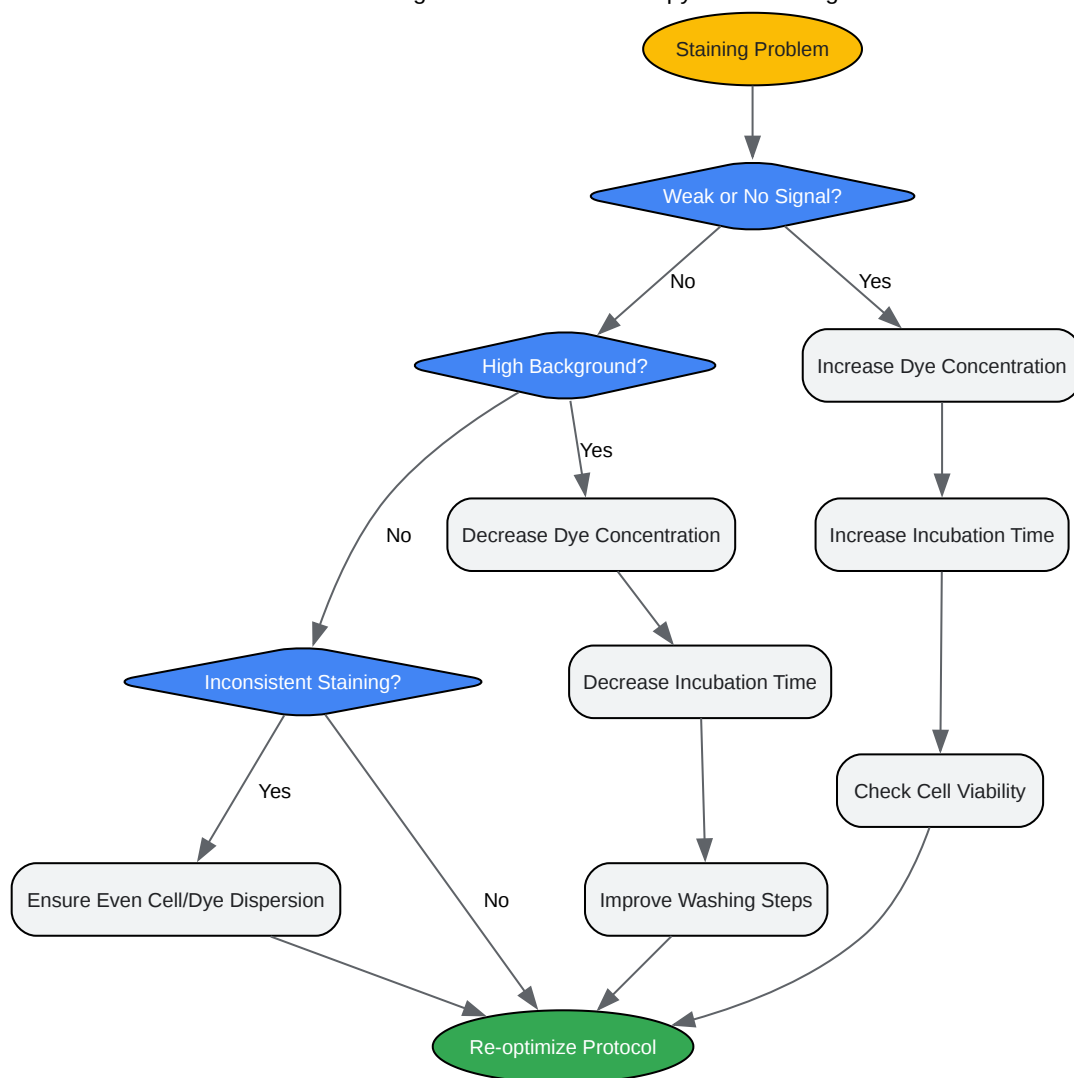 Staining Problem
Weak or No Signal?
No
Yes
High Background?
Increase Dye Concentration
Yes
No
Decrease Dye Concentration
Increase Incubation Time
Inconsistent Staining?
Decrease Incubation Time
Yes
Check Cell Viability
Ensure Even Cell/Dye Dispersion
No
Improve Washing Steps
Re-optimize Protocol